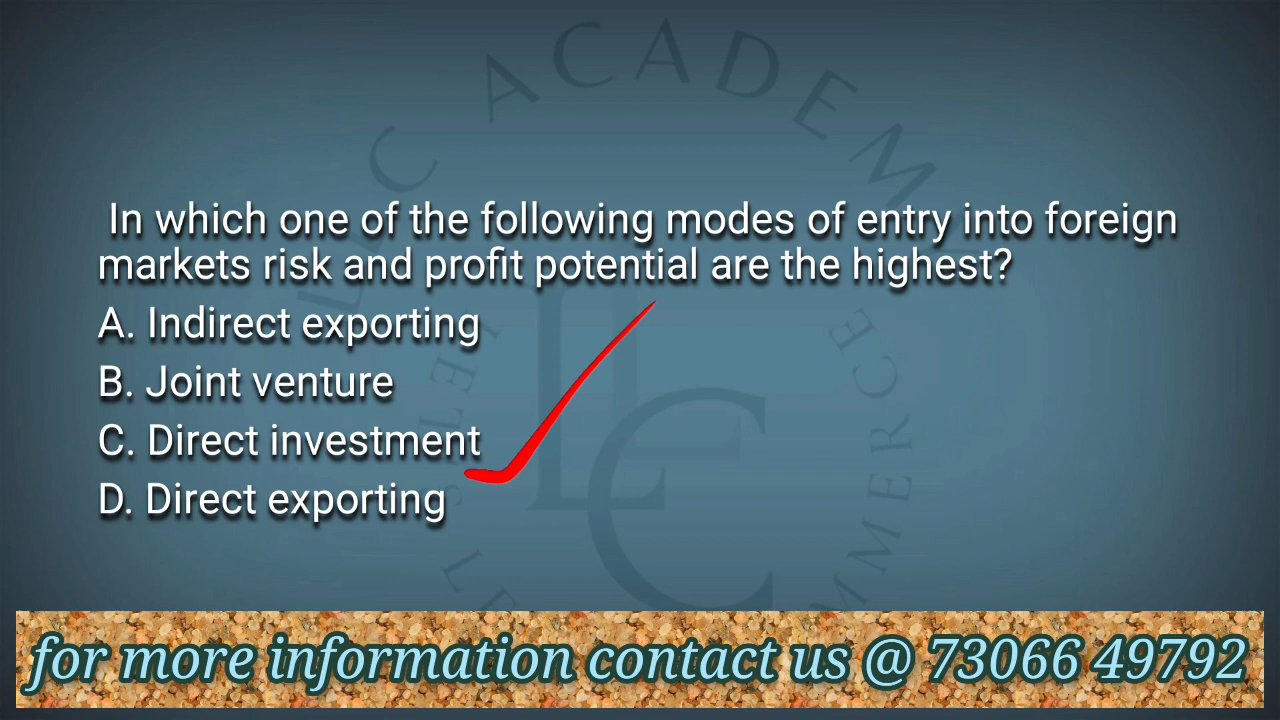 In which one of the following modes of entry into foreign
markets risk and profit potential are the highest?
A. Indirect exporting
B. Joint venture
C. Direct investment
D. Direct exporting
for more information contact us @ 73066 49792